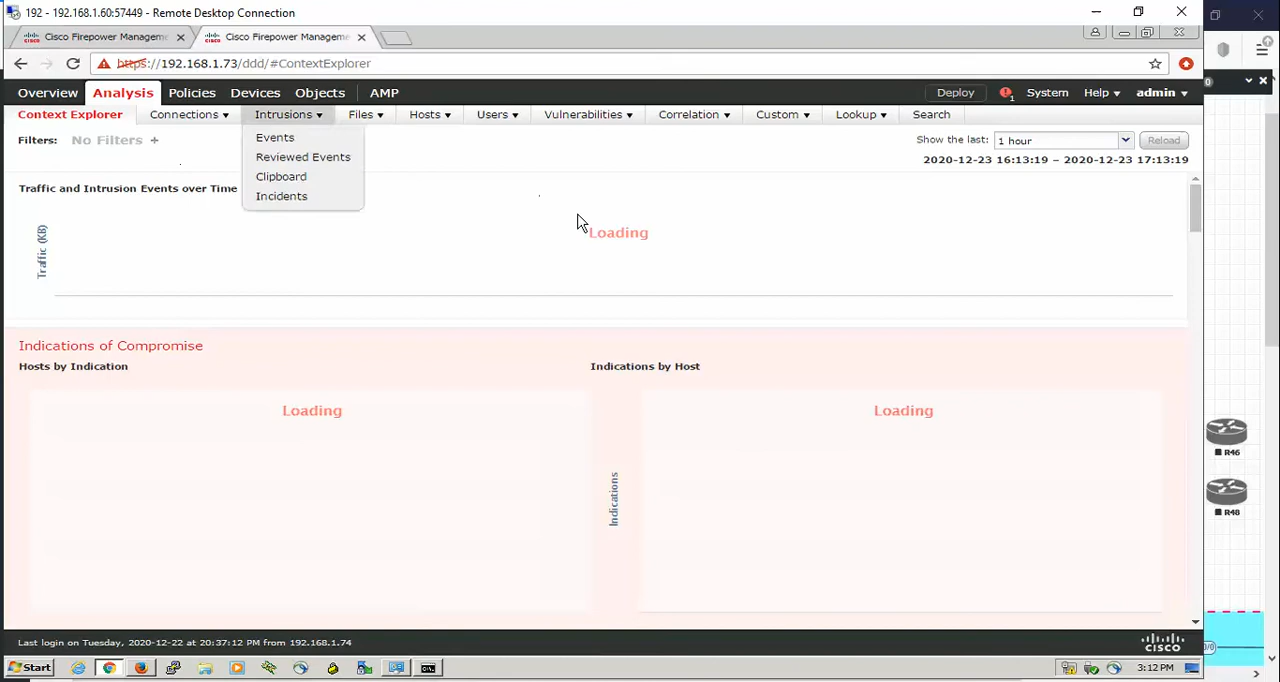 192 - 192.168.1.60:57449 - Remote Desktop Connection
Cisco Firepower Manageme
Cisco Firepower Manageme
https://192.168.1.73/ddd/#ContextExplorer
Overview Analysis Policies Devices Objects AMP Deploy 1 System Help admin
Context Explorer Connections Intrusions Files Hosts Users Vulnerabilities Correlation Custom Lookup Search
Filters: No Filters +
Show the last: 1 hour Reload
2020-12-23 16:13:19 – 2020-12-23 17:13:19
Events
Reviewed Events
Clipboard
Incidents
Traffic and Intrusion Events over Time
Traffic (KB)
Loading
Indications of Compromise
Hosts by Indication
Loading
Indications by Host
Loading
Indications
R46
R48
Last login on Tuesday, 2020-12-22 at 20:37:12 PM from 192.168.1.74
cisco
Start
3:12 PM